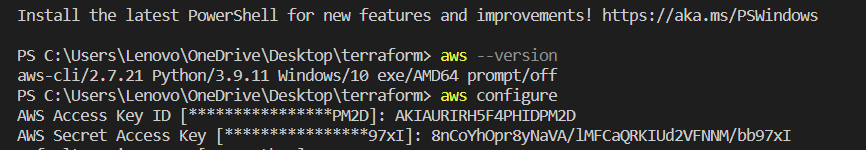 Install the latest PowerShell for new features and improvements! https://aka.ms/PSWindows
PS C:\Users\Lenovo\OneDrive\Desktop\terraform> aws --version
aws-cli/2.7.21 Python/3.9.11 Windows/10 exe/AMD64 prompt/off
PS C:\Users\Lenovo\OneDrive\Desktop\terraform> aws configure
AWS Access Key ID [****************PM2D]: AKIAURIRH5F4PHIDPM2D
AWS Secret Access Key [****************97xI]: 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